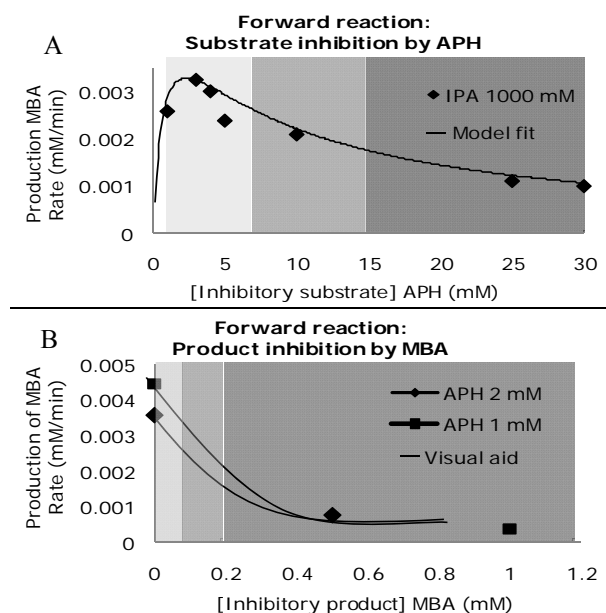 A
Forward reaction:
Substrate inhibition by APH
Production MBA
Rate (mM/min)
0.003
0.002
0.001
0
IPA 1000 mM
Model fit
0 5 10 15 20 25 30
[Inhibitory substrate] APH (mM)
B
Forward reaction:
Product inhibition by MBA
Production of MBA
Rate (mM/min)
0.005
0.004
0.003
0.002
0.001
0
APH 2 mM
APH 1 mM
Visual aid
0 0.2 0.4 0.6 0.8 1 1.2
[Inhibitory product] MBA (mM)